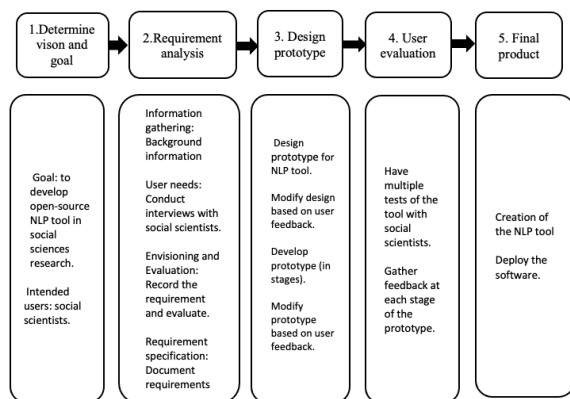 1.Determine
vison and
goal
2.Requirement
analysis
3. Design
prototype
4. User
evaluation
5. Final
product
Goal: to
develop
open-source
NLP tool in
social
sciences
research.
Intended
users: social
scientists.
Information
gathering:
Background
information
User needs:
Conduct
interviews with
social scientists.
Envisioning and
Evaluation:
Record the
requirement
and evaluate.
Requirement
specification:
Document
requirements
Design
prototype for
NLP tool.
Modify design
based on user
feedback.
Develop
prototype (in
stages).
Modify
prototype
based on user
feedback.
Have
multiple
tests of the
tool with
social
scientists.
Gather
feedback at
each stage
of the
prototype.
Creation of
the NLP tool
Deploy the
software.